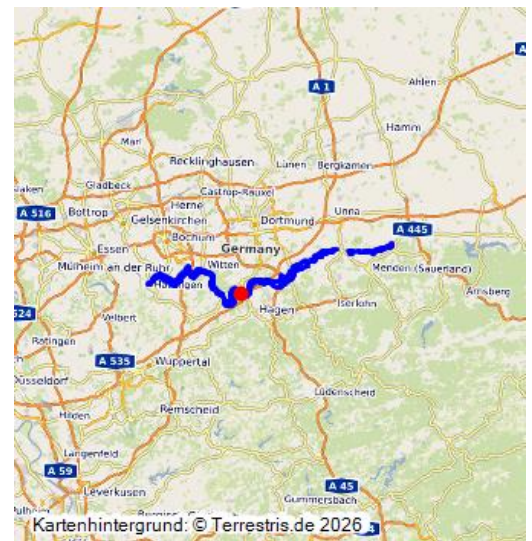 Ahlen
A 1
Hamm
Marl
Recklinghausen
Lünen
Bergkamen
Gladbeck
Castrop-Rauxel
Herne
A 516
Bottrop
Gelsenkirchen
Unna
Dortmund
A 445
Bochum
Essen
Germany
Witten
Mülheim an der Ruhr
Menden (Sauerland)
Arnsberg
Iserlohn
Hagen
524
Velbert
Ratingen
A 535
Wuppertal
Düsseldorf
Lüdenscheid
Remscheid
Hilden
Langenfeld
A 59
Leverkusen
A 45
Gummersbach
Kartenhintergrund: © Terrestris.de 2026